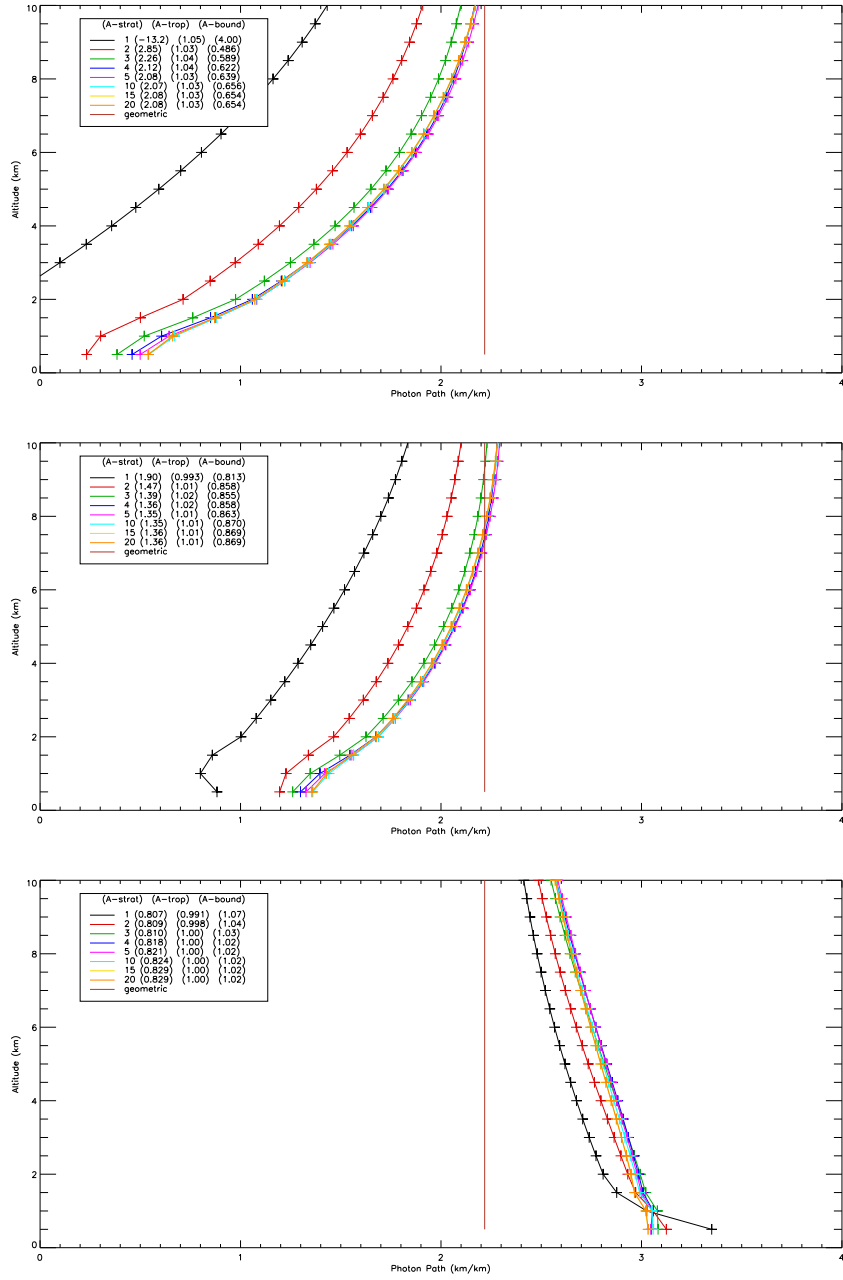 10
(A-strat) (A-trop) (A-bound)
1 (-13.2) (1.05) (4.00)
2 (2.85) (1.03) (0.486)
3 (2.26) (1.04) (0.589)
4 (2.12) (1.04) (0.622)
5 (2.08) (1.03) (0.639)
10 (2.07) (1.03) (0.656)
15 (2.08) (1.03) (0.654)
20 (2.08) (1.03) (0.654)
geometric
8
6
4
2
0
Altitude (km)
0 1 2 3 4
Photon Path (km/km)
10
(A-strat) (A-trop) (A-bound)
1 (1.90) (0.993) (0.813)
2 (1.47) (1.01) (0.858)
3 (1.39) (1.02) (0.855)
4 (1.36) (1.02) (0.858)
5 (1.35) (1.01) (0.863)
10 (1.35) (1.01) (0.870)
15 (1.36) (1.01) (0.869)
20 (1.36) (1.01) (0.869)
geometric
8
6
4
2
0
Altitude (km)
0 1 2 3 4
Photon Path (km/km)
10
(A-strat) (A-trop) (A-bound)
1 (0.807) (0.991) (1.07)
2 (0.809) (0.998) (1.04)
3 (0.810) (1.00) (1.03)
4 (0.818) (1.00) (1.02)
5 (0.821) (1.00) (1.02)
10 (0.824) (1.00) (1.02)
15 (0.829) (1.00) (1.02)
20 (0.829) (1.00) (1.02)
geometric
8
6
4
2
0
Altitude (km)
0 1 2 3 4
Photon Path (km/km)